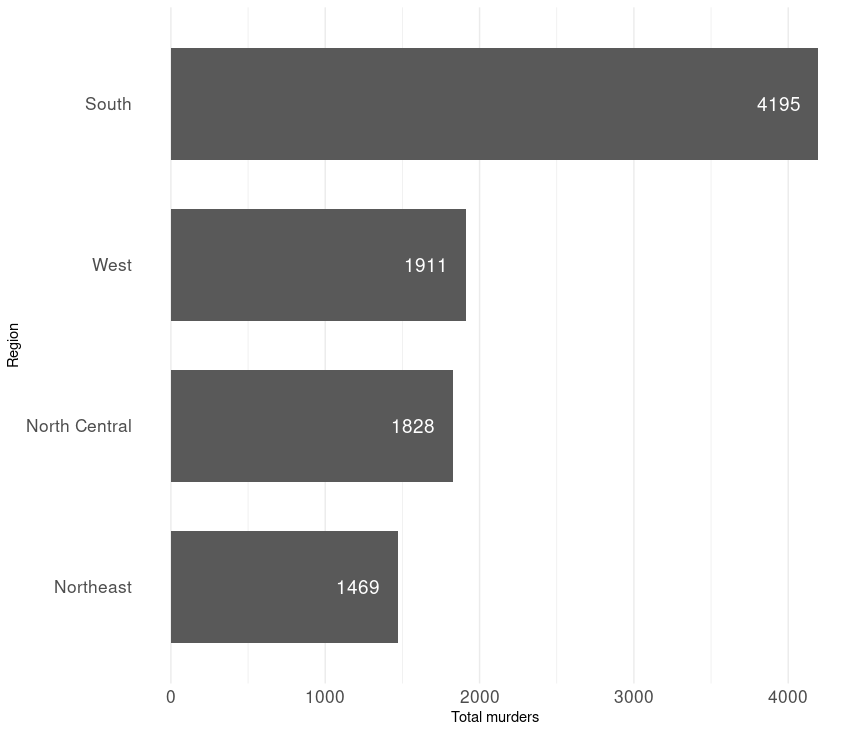 South
4195
West
1911
Region
North Central
1828
Northeast
1469
0 1000 2000 3000 4000
Total murders